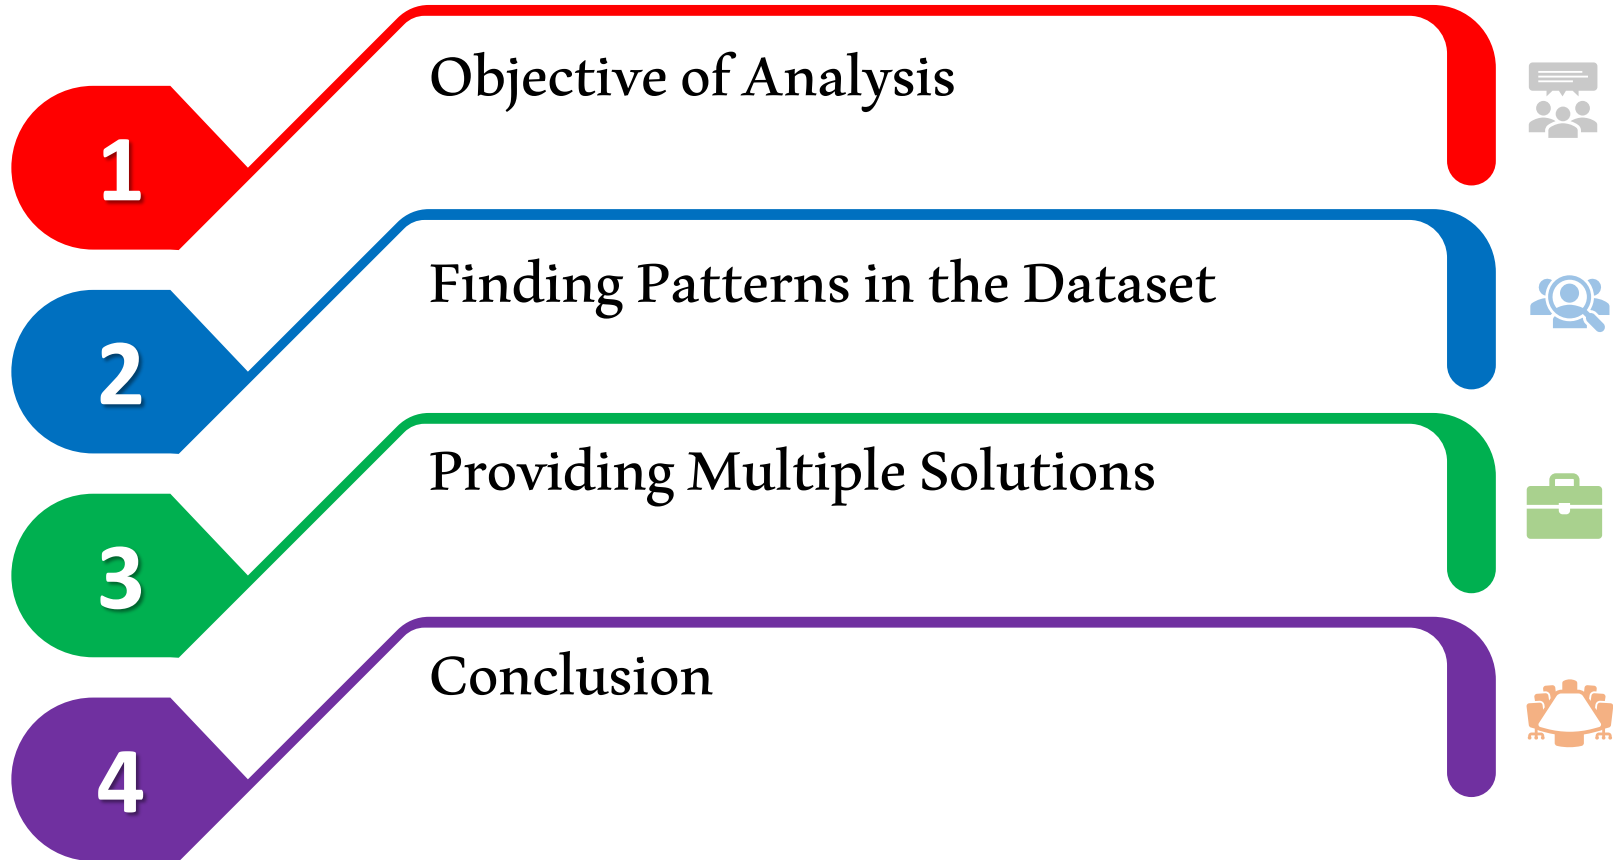 1
Objective of Analysis
2
Finding Patterns in the Dataset
3
Providing Multiple Solutions
4
Conclusion